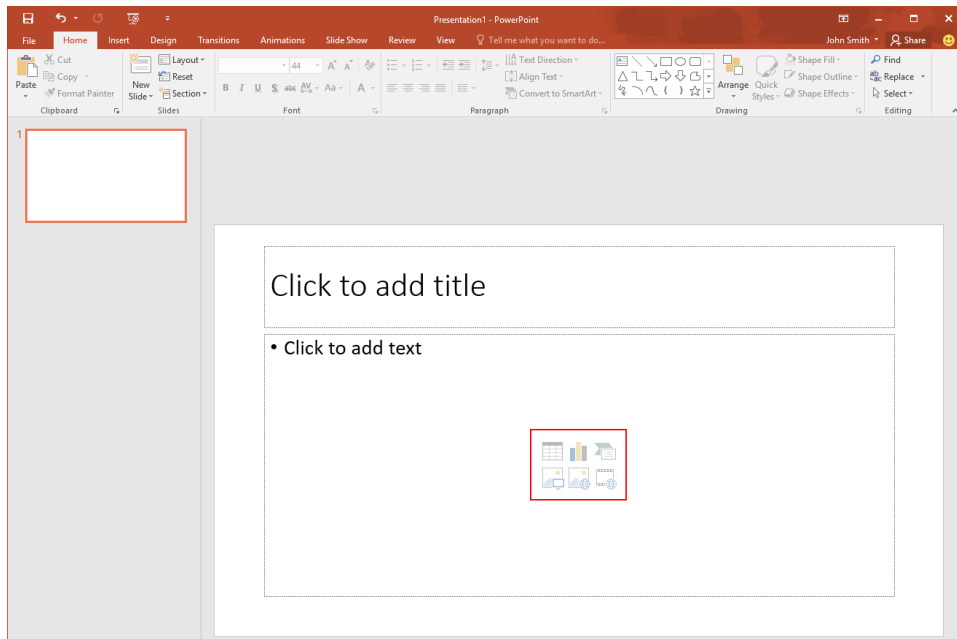 Presentation1 - PowerPoint
File Home Insert Design Transitions Animations Slide Show Review View Tell me what you want to do... John Smith Share
Cut Layout 44 A A Text Direction Shape Fill Find
Paste Copy New Slide Reset Align Text Arrange Quick Styles Shape Outline Replace
Format Painter Section B I U S abc AV Aa A Convert to SmartArt Shape Effects Select
Clipboard Slides Font Paragraph Drawing Editing
1
Click to add title
• Click to add text